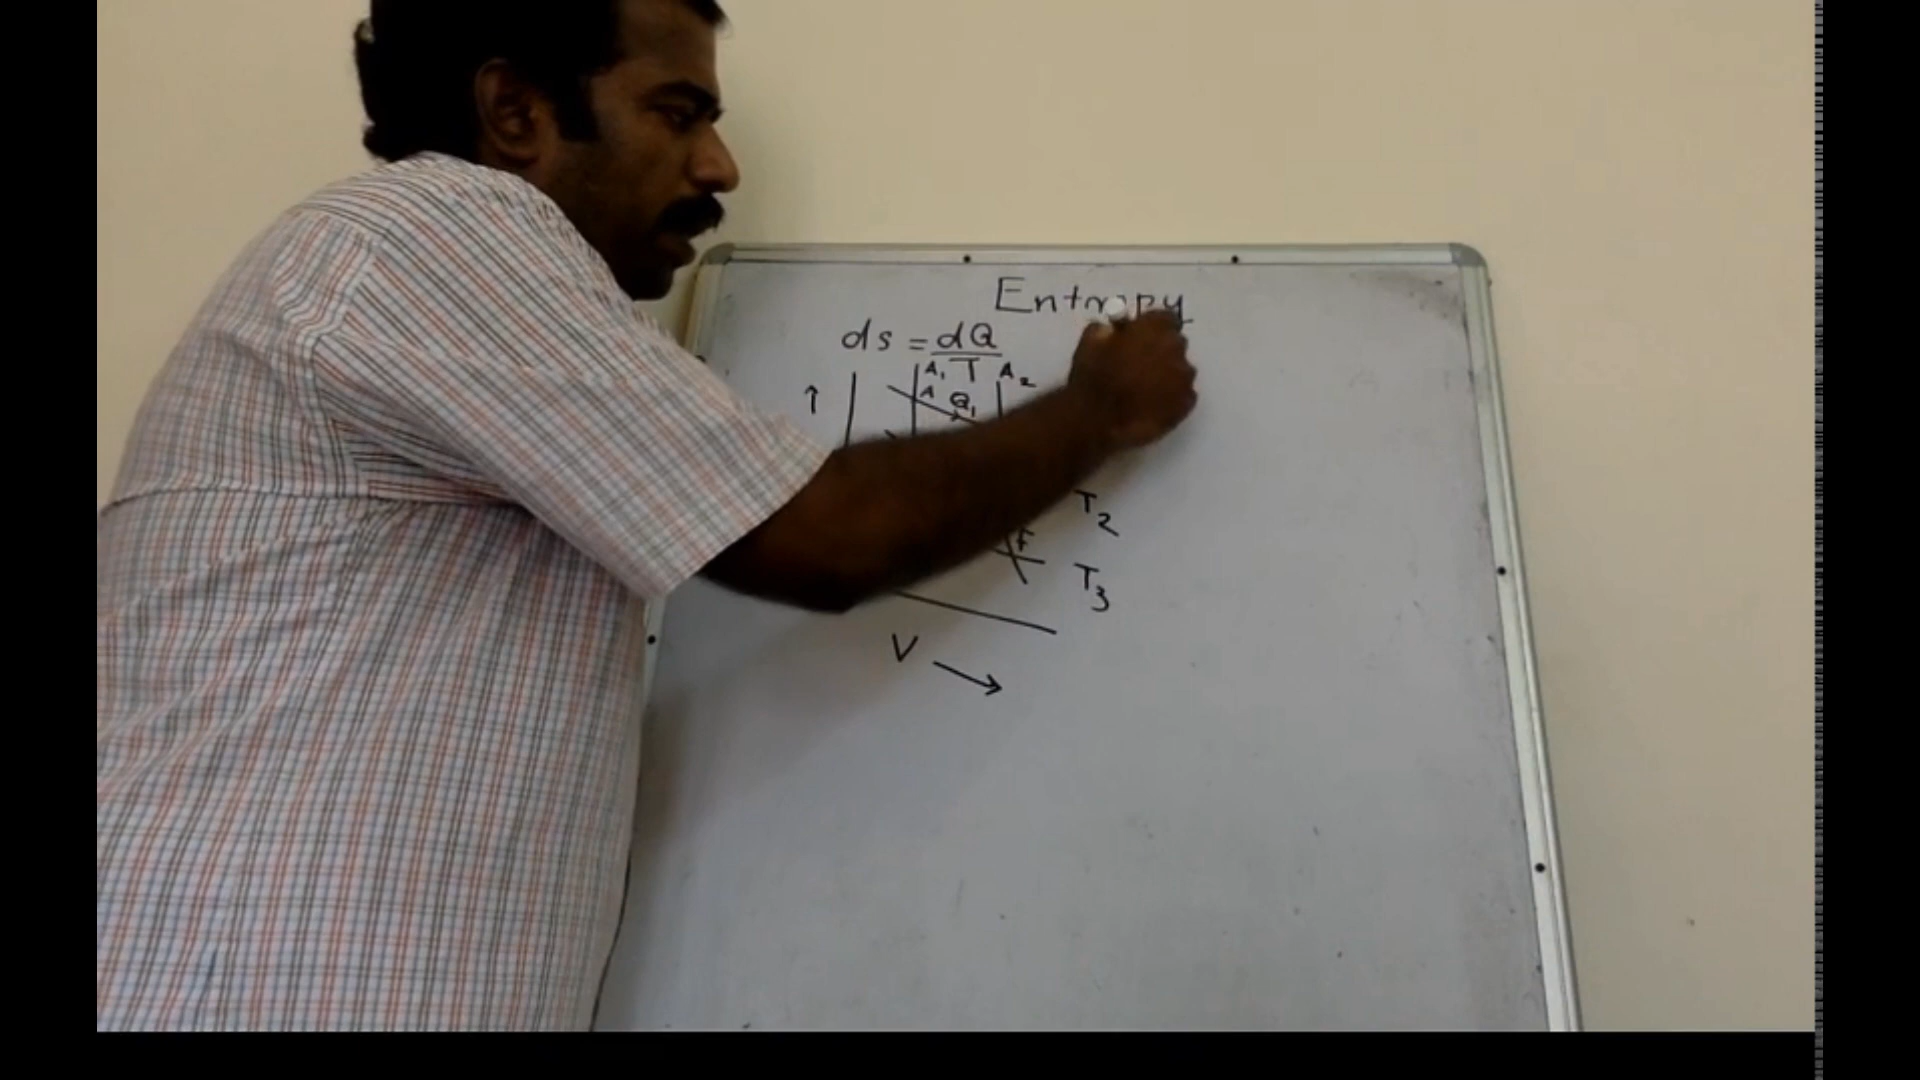 Entropy
ds = dQ
T
A₁ A₂
A Q₁
T₂
F
T₃
V